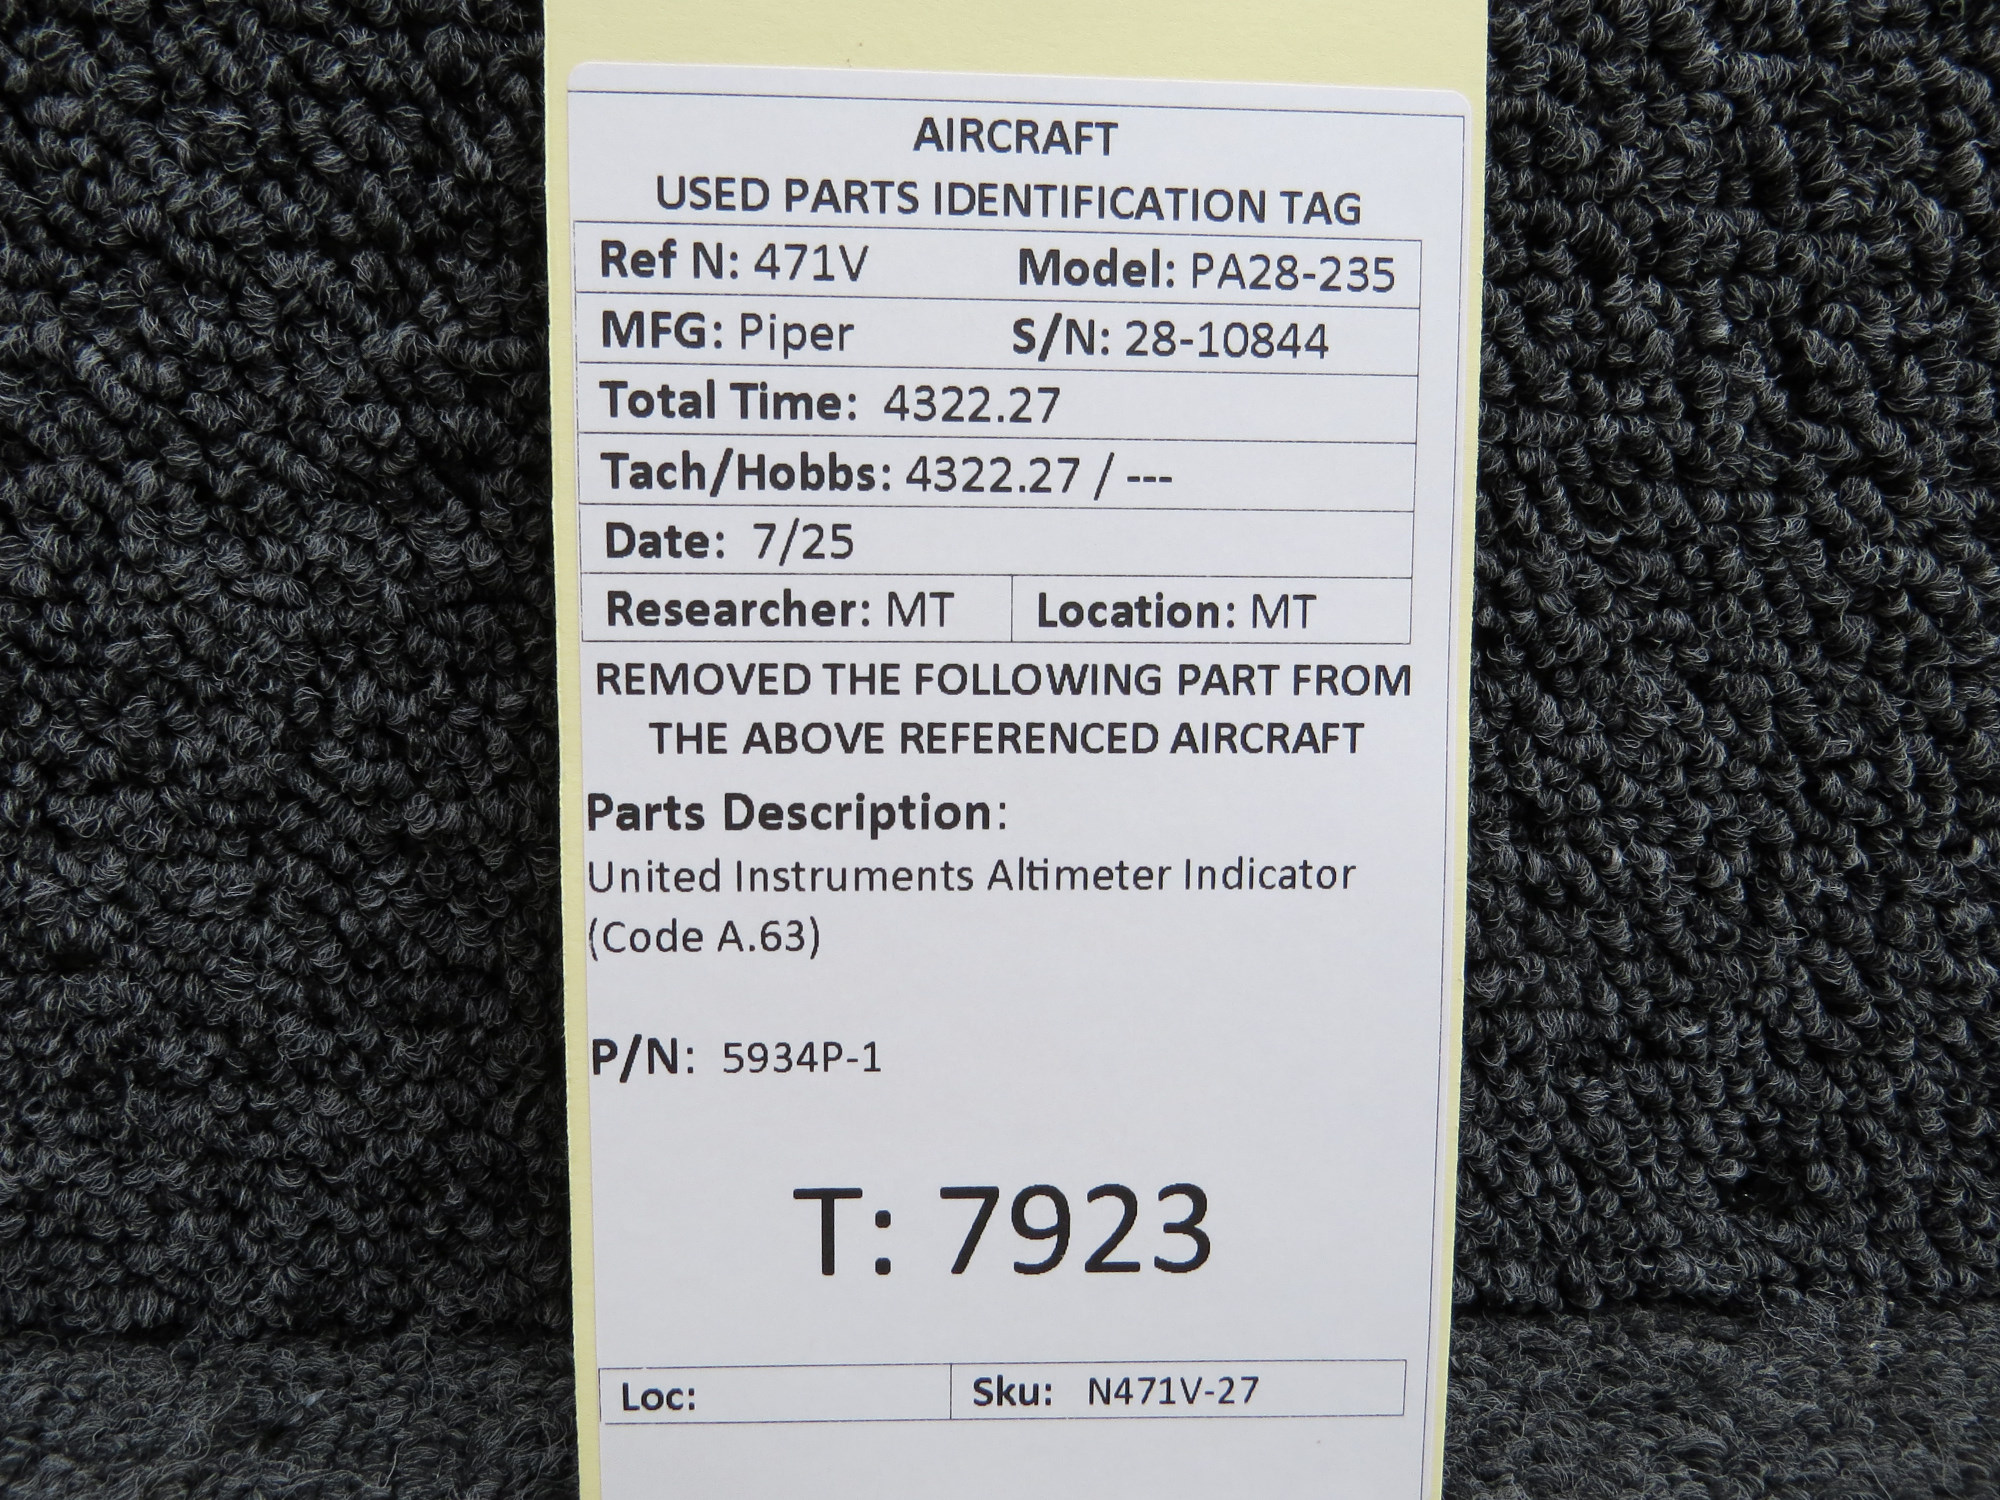 AIRCRAFT
USED PARTS IDENTIFICATION TAG
Ref N: 471V Model: PA28-235
MFG: Piper S/N: 28-10844
Total Time: 4322.27
Tach/Hobbs: 4322.27 / ---
Date: 7/25
Researcher: MT Location: MT
REMOVED THE FOLLOWING PART FROM
THE ABOVE REFERENCED AIRCRAFT
Parts Description:
United Instruments Altimeter Indicator
(Code A.63)
P/N: 5934P-1
T: 7923
Loc: Sku: N471V-27